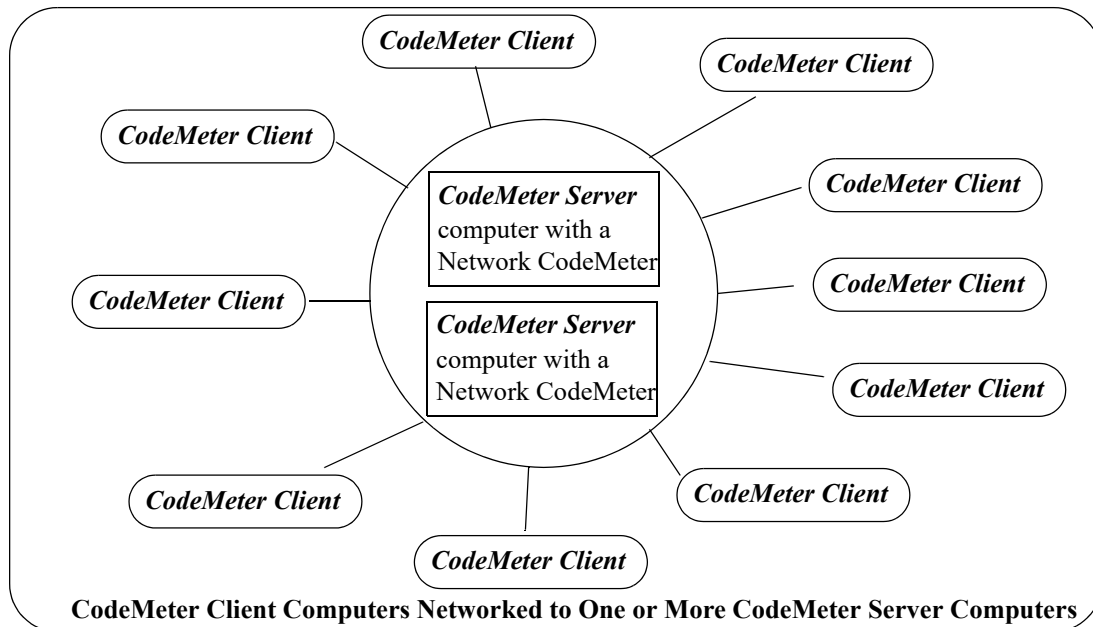 CodeMeter Client
CodeMeter Client
CodeMeter Client
CodeMeter Client
CodeMeter Server
computer with a
Network CodeMeter
CodeMeter Client
CodeMeter Client
CodeMeter Server
computer with a
Network CodeMeter
CodeMeter Client
CodeMeter Client
CodeMeter Client
CodeMeter Client
CodeMeter Client Computers Networked to One or More CodeMeter Server Computers